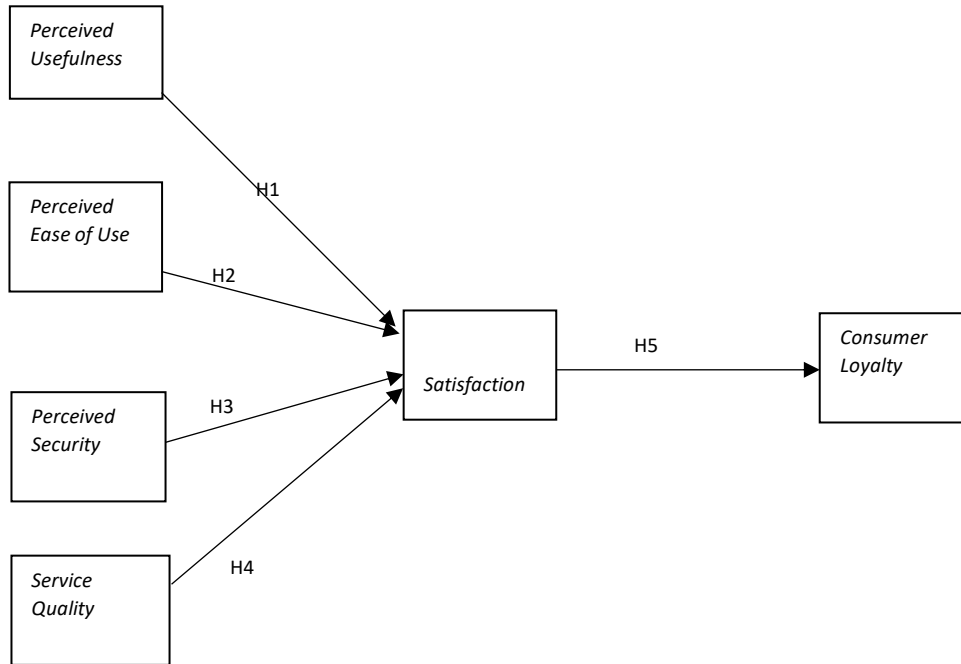 Perceived
Usefulness
H1
Perceived
Ease of Use
H2
Satisfaction
H5
Consumer
Loyalty
Perceived
Security
H3
Service
Quality
H4